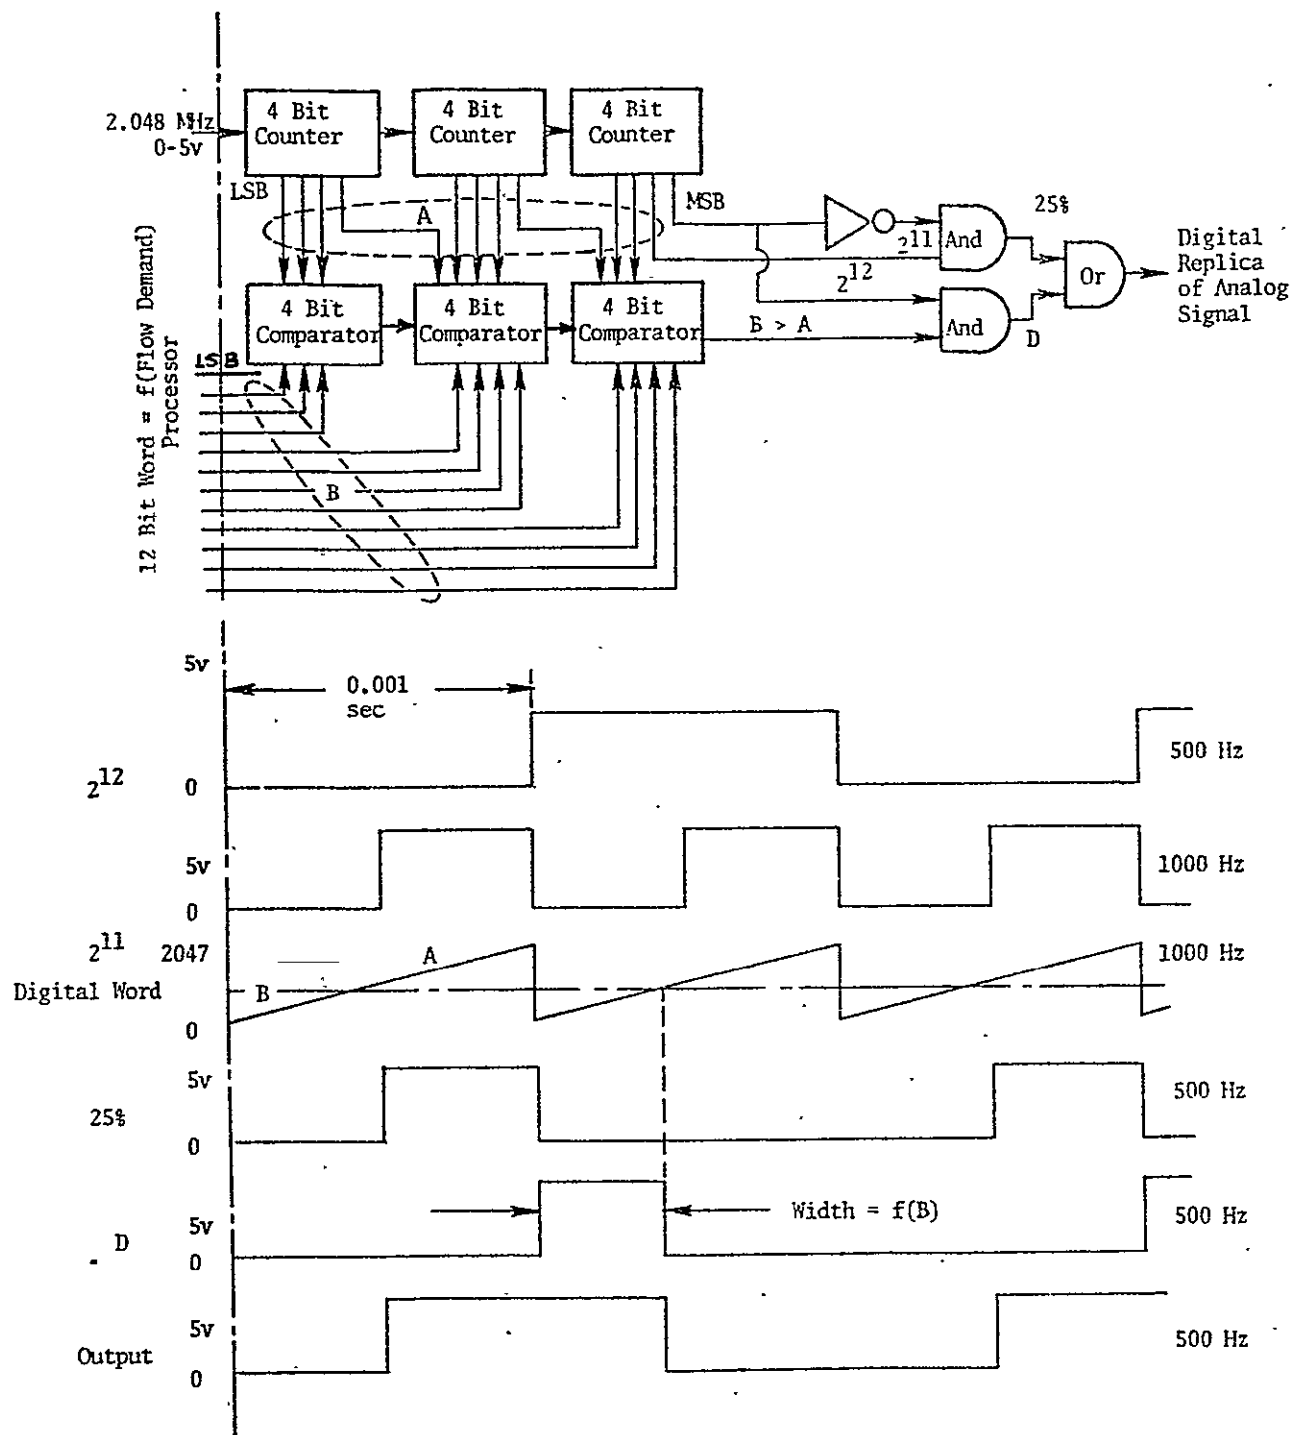 4 Bit
Counter
4 Bit
Counter
4 Bit
Counter
2.048 MHz
0-5v
LSB
A
MSB
25%
2^11
And
2^12
Or
Digital
Replica
of Analog
Signal
4 Bit
Comparator
4 Bit
Comparator
4 Bit
Comparator
B > A
And
D
LSB
12 Bit Word = f(Flow Demand)
Processor
B
5v
0.001
sec
2^12
0
500 Hz
5v
0
1000 Hz
2^11
2047
A
1000 Hz
Digital Word
B
0
5v
25%
0
500 Hz
Width = f(B)
5v
D
0
500 Hz
5v
Output
0
500 Hz